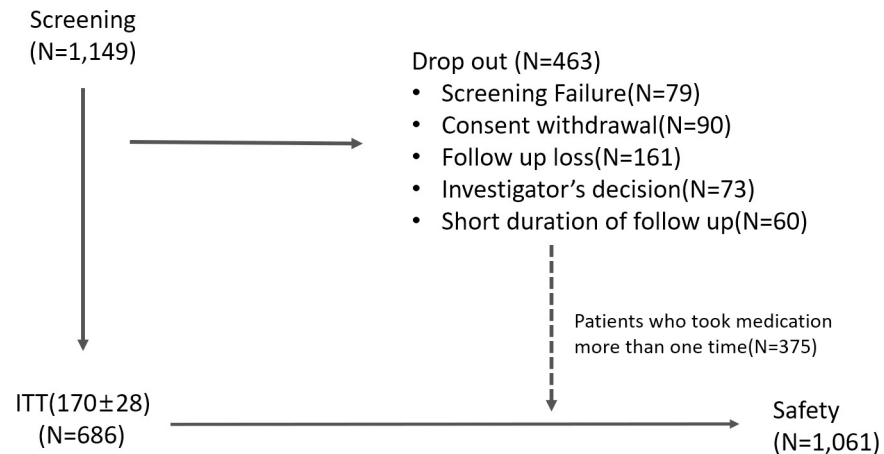 Screening
(N=1,149)
Drop out (N=463)
• Screening Failure(N=79)
• Consent withdrawal(N=90)
• Follow up loss(N=161)
• Investigator’s decision(N=73)
• Short duration of follow up(N=60)
Patients who took medication
more than one time(N=375)
ITT(170±28)
(N=686)
Safety
(N=1,061)